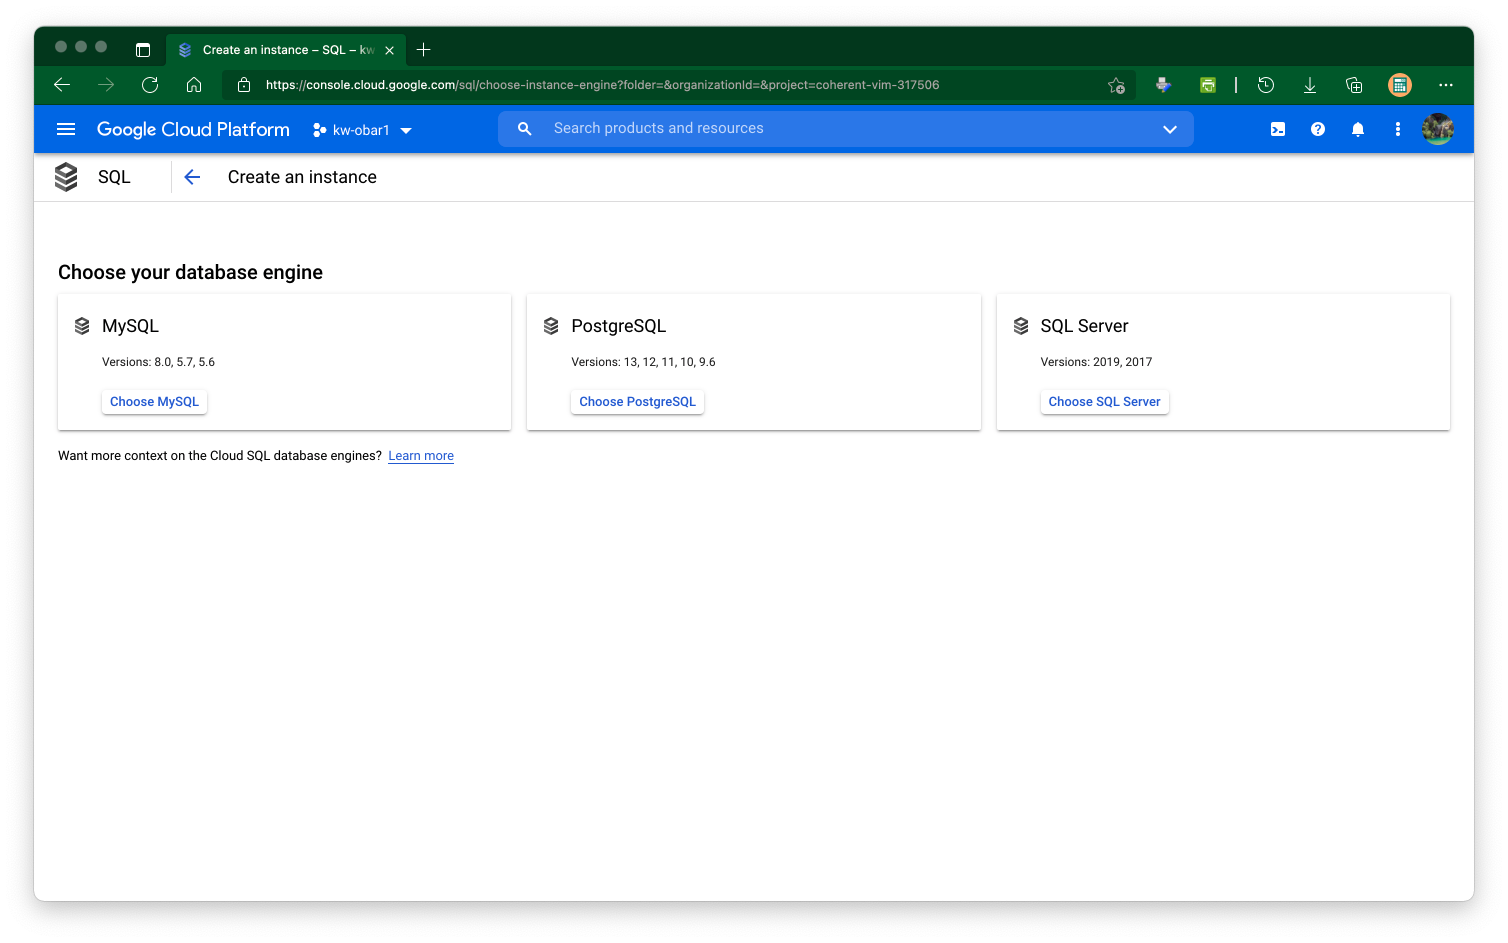 Create an instance – SQL – kw
https://console.cloud.google.com/sql/choose-instance-engine?folder=&organizationId=&project=coherent-vim-317506
Google Cloud Platform
kw-obar1
Search products and resources
SQL
Create an instance
Choose your database engine
MySQL
Versions: 8.0, 5.7, 5.6
Choose MySQL
PostgreSQL
Versions: 13, 12, 11, 10, 9.6
Choose PostgreSQL
SQL Server
Versions: 2019, 2017
Choose SQL Server
Want more context on the Cloud SQL database engines? Learn more